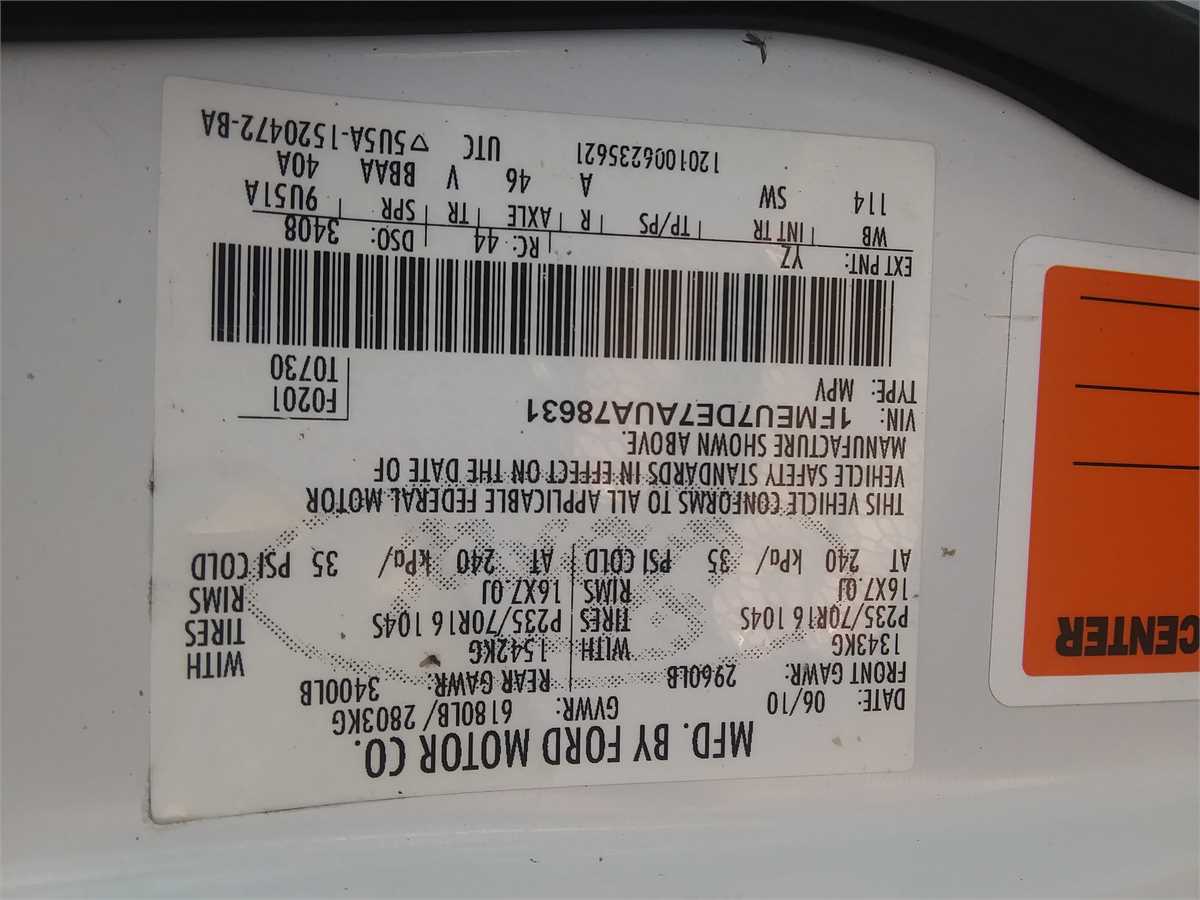 MFD. BY FORD MOTOR CO.
DATE: 06/10 GVWR: 6180LB/ 2803KG
FRONT GAWR: 2960LB REAR GAWR: 3400LB
1343KG WITH 1542KG WITH
P235/70R16 104S TIRES P235/70R16 104S TIRES
16X7.0J RIMS 16X7.0J RIMS
AT 240 kPa/ 35 PSI COLD AT 240 kPa/ 35 PSI COLD
THIS VEHICLE CONFORMS TO ALL APPLICABLE FEDERAL MOTOR
VEHICLE SAFETY STANDARDS IN EFFECT ON THE DATE OF
MANUFACTURE SHOWN ABOVE.
VIN: 1FMEU7DE7AUA78631 F0201
TYPE: MPV T0730
EXT PNT: YZ RC: 44 DSO: 3408
WB INT TR TP/PS R AXLE TR SPR 9U51A
114 SW A 46 V BBAA 40A
1201006235621 UTC ▽ 5U5A-1520472-BA
CENTER